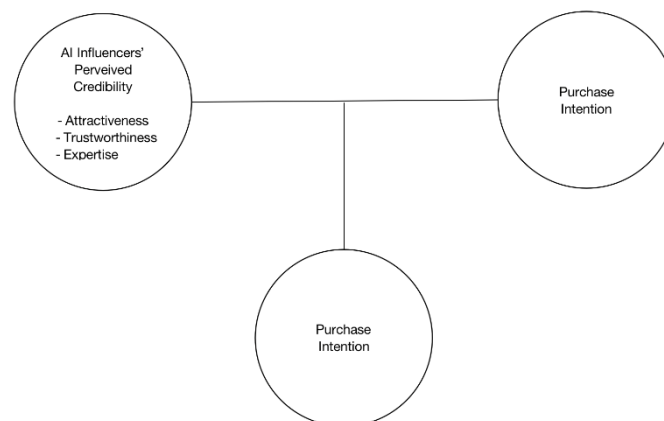 AI Influencers'
Perveived
Credibility
- Attractiveness
- Trustworthiness
- Expertise
Purchase
Intention
Purchase
Intention